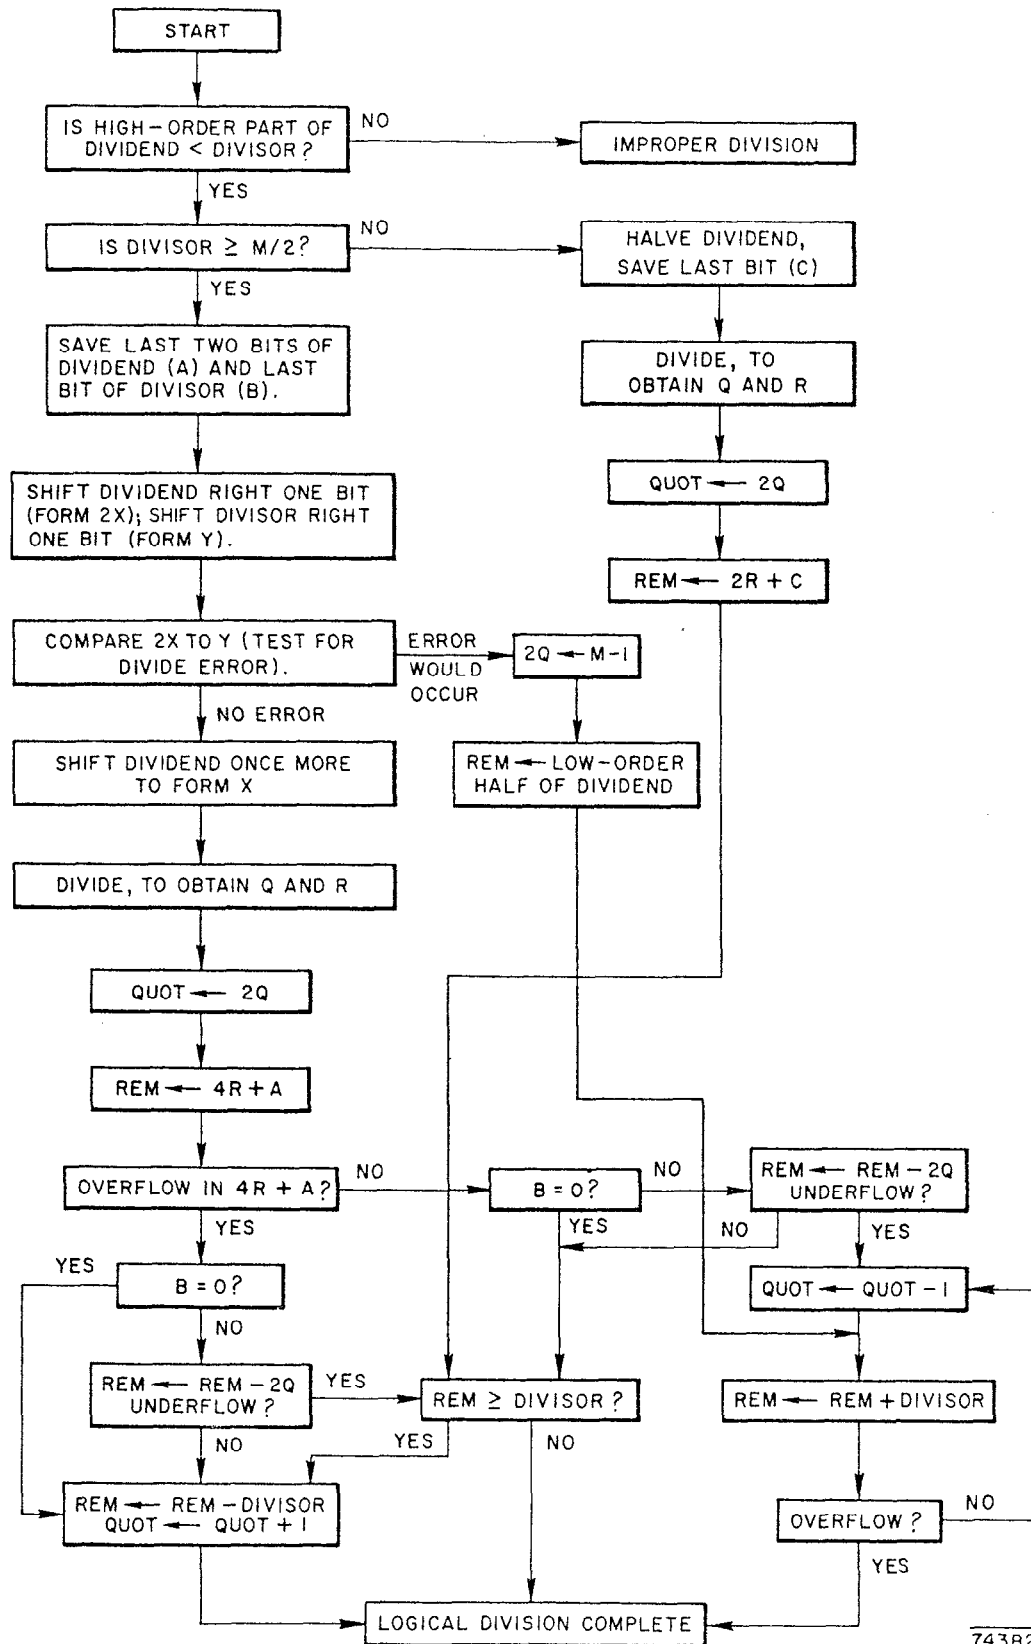 START
IS HIGH-ORDER PART OF
DIVIDEND < DIVISOR?
NO
IMPROPER DIVISION
YES
IS DIVISOR ≥ M/2?
NO
HALVE DIVIDEND,
SAVE LAST BIT (C)
YES
SAVE LAST TWO BITS OF
DIVIDEND (A) AND LAST
BIT OF DIVISOR (B).
DIVIDE, TO
OBTAIN Q AND R
SHIFT DIVIDEND RIGHT ONE BIT
(FORM 2X); SHIFT DIVISOR RIGHT
ONE BIT (FORM Y).
QUOT ← 2Q
REM ← 2R + C
COMPARE 2X TO Y (TEST FOR
DIVIDE ERROR).
ERROR
WOULD
OCCUR
2Q ← M-1
NO ERROR
SHIFT DIVIDEND ONCE MORE
TO FORM X
REM ← LOW-ORDER
HALF OF DIVIDEND
DIVIDE, TO OBTAIN Q AND R
QUOT ← 2Q
REM ← 4R + A
OVERFLOW IN 4R + A?
NO
B = 0?
NO
REM ← REM - 2Q
UNDERFLOW?
YES
YES
NO
YES
YES
B = 0?
QUOT ← QUOT - 1
NO
REM ← REM - 2Q
UNDERFLOW?
YES
REM ≥ DIVISOR?
REM ← REM + DIVISOR
NO
YES
NO
REM ← REM - DIVISOR
QUOT ← QUOT + 1
OVERFLOW?
NO
YES
LOGICAL DIVISION COMPLETE
74382